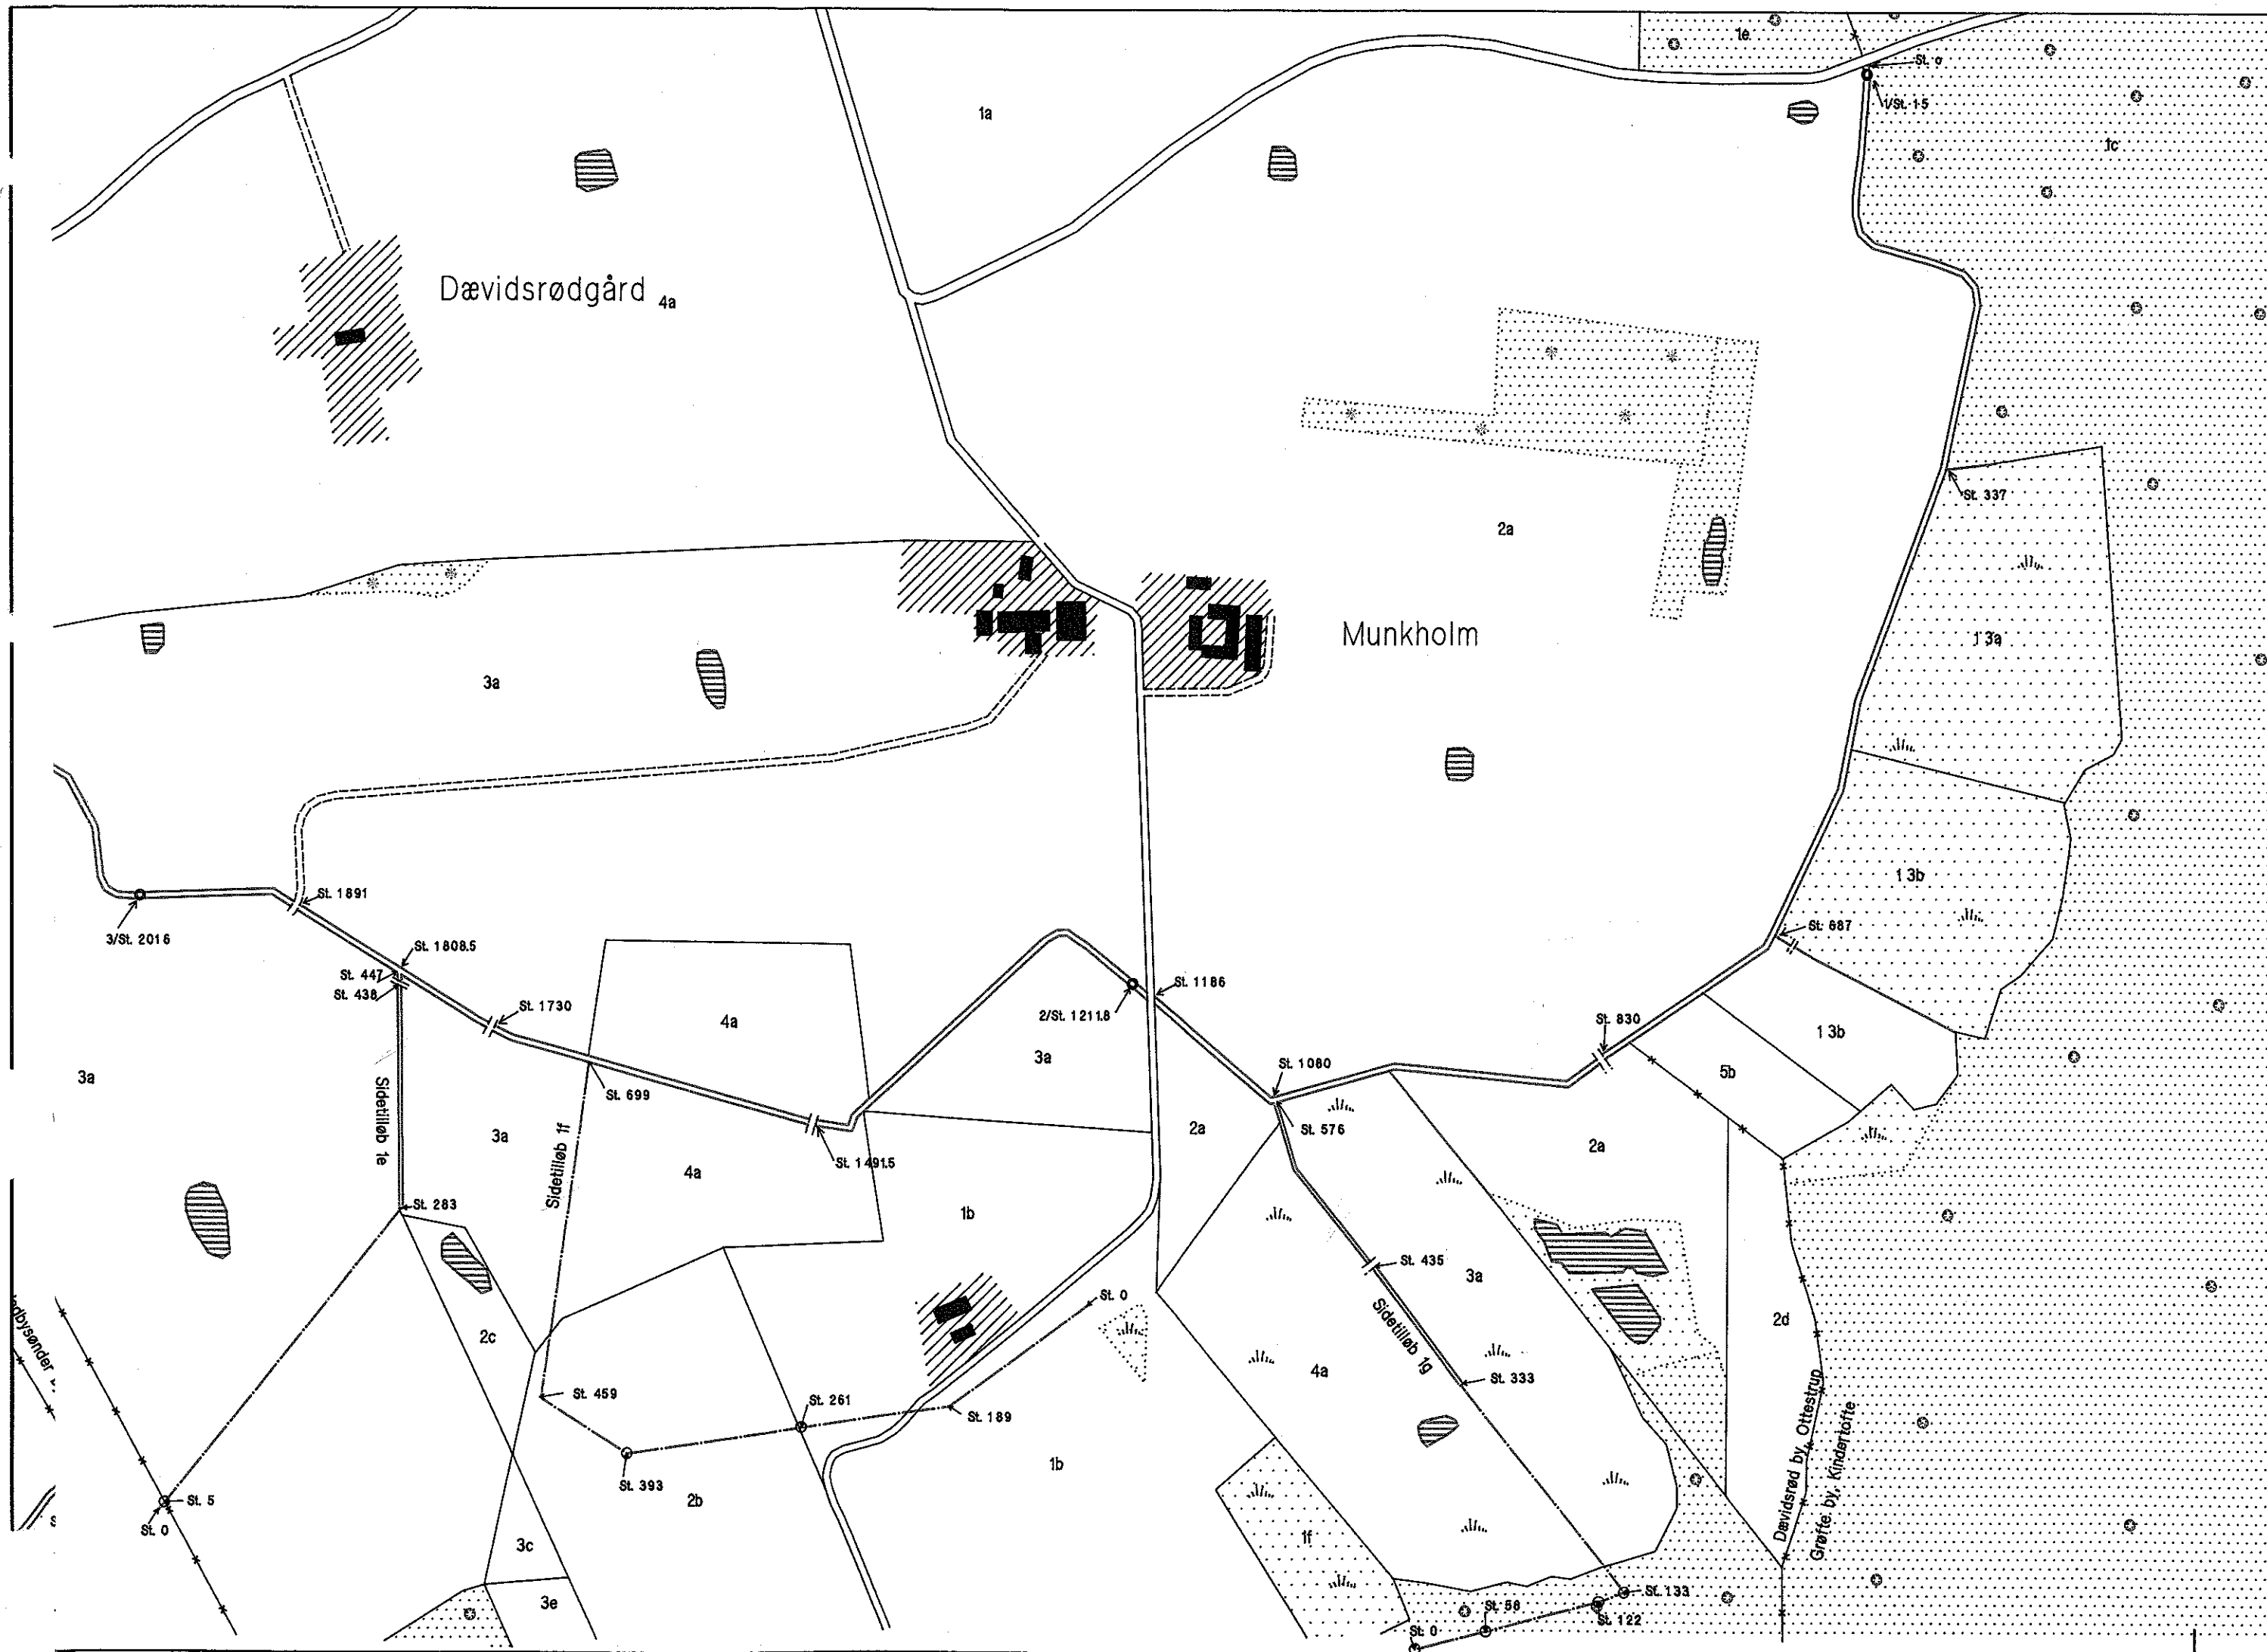 1e
St. 0
1/St. 1.5
1a
1c
Dævidsrødgård
4a
St. 337
2a
Munkholm
13a
3a
13b
St. 1891
3/St. 2016
St. 1808.5
St. 447
St. 438
St. 1730
St. 1186
2/St. 1211.8
4a
3a
St. 687
St. 830
13b
St. 1080
5b
3a
St. 699
Sidetilløb 1e
Sidetilløb 1f
3a
St. 576
2a
2a
St. 1491.5
4a
St. 283
1b
St. 435
3a
St. 0
Sidetilløb 1g
2d
2c
4a
St. 333
St. 459
St. 261
St. 189
Dævidsrød by, Ottestrup
Grøfte by, Kindertofte
1b
St. 393
2b
St. 5
St. 0
1f
3c
3e
St. 133
St. 58
St. 122
St. 0